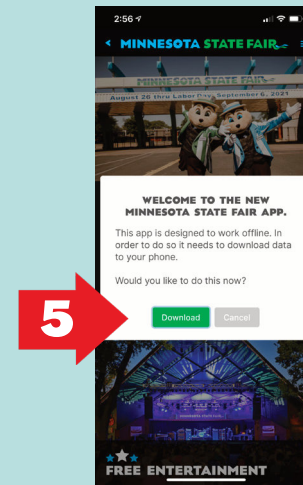 2:56
MINNESOTA STATE FAIR
MINNESOTA STATE FAIR
August 26 thru Labor Day, September 6, 2021
WELCOME TO THE NEW
MINNESOTA STATE FAIR APP.
This app is designed to work offline. In
order to do so it needs to download data
to your phone.
Would you like to do this now?
5
Download Cancel
FREE ENTERTAINMENT